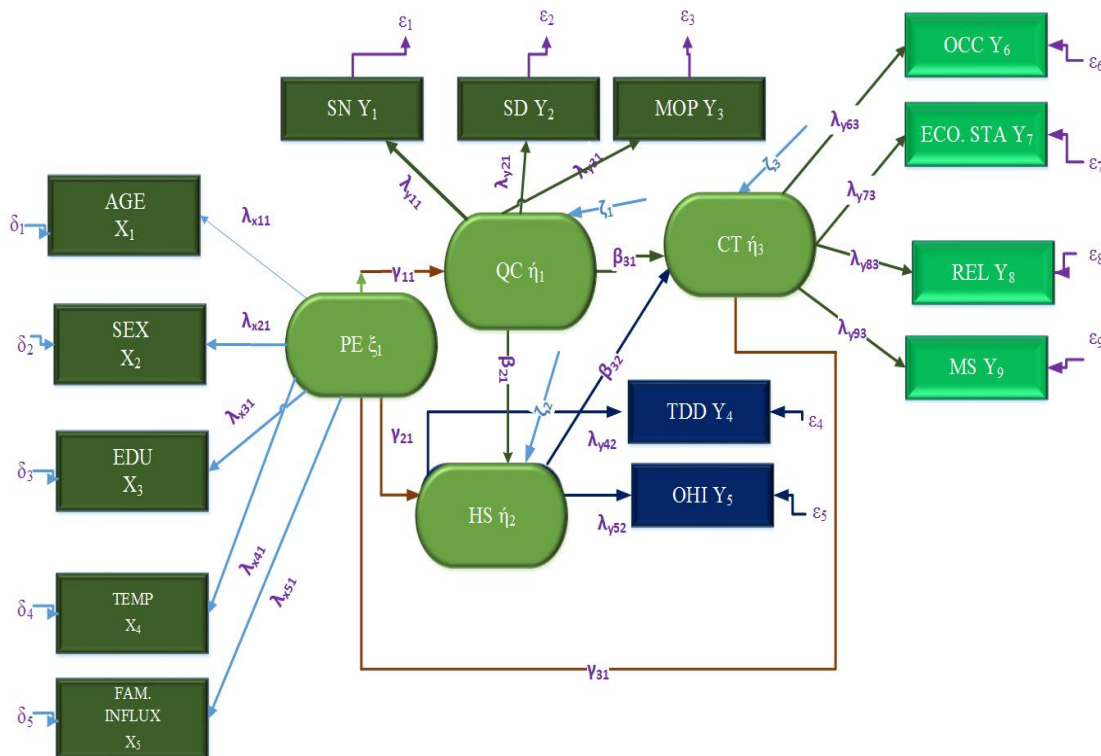 ε₁
ε₂
ε₃
SN Y₁
SD Y₂
MOP Y₃
OCC Y₆
ε₆
ECO. STA Y₇
ε₇
REL Y₈
ε₈
MS Y₉
ε₉
λy11
λy21
λy31
ζ₁
ζ₃
λy63
λy73
λy83
λy93
AGE
X₁
δ₁
λx11
SEX
X₂
δ₂
λx21
EDU
X₃
δ₃
λx31
TEMP
X₄
δ₄
λx41
FAM.
INFLUX
X₅
δ₅
λx51
PE ξ₁
γ₁₁
QC ή₁
β₃₁
CT ή₃
β₂₁
ζ₂
β₃₂
γ₂₁
HS ή₂
TDD Y₄
ε₄
λy42
OHI Y₅
ε₅
λy52
γ₃₁